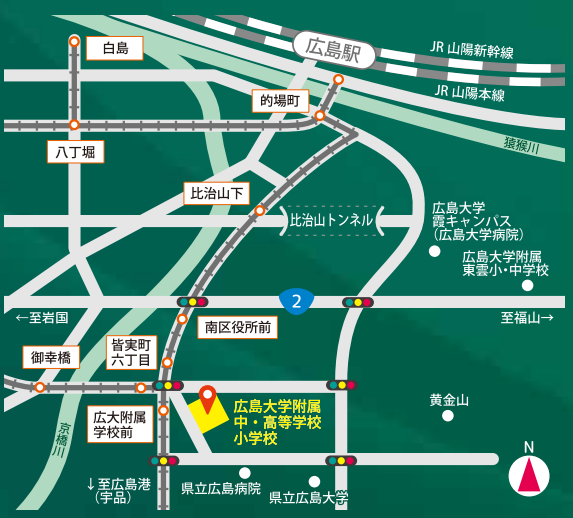 白島
広島駅
JR 山陽新幹線
JR 山陽本線
的場町
猿猴川
八丁堀
比治山下
比治山トンネル
広島大学
霞キャンパス
(広島大学病院)
広島大学附属
東雲小・中学校
2
←至岩国
至福山→
南区役所前
御幸橋
皆実町
六丁目
広大附属
学校前
広島大学附属
中・高等学校
小学校
黄金山
京橋川
↓至広島港
(宇品)
県立広島病院
県立広島大学
N